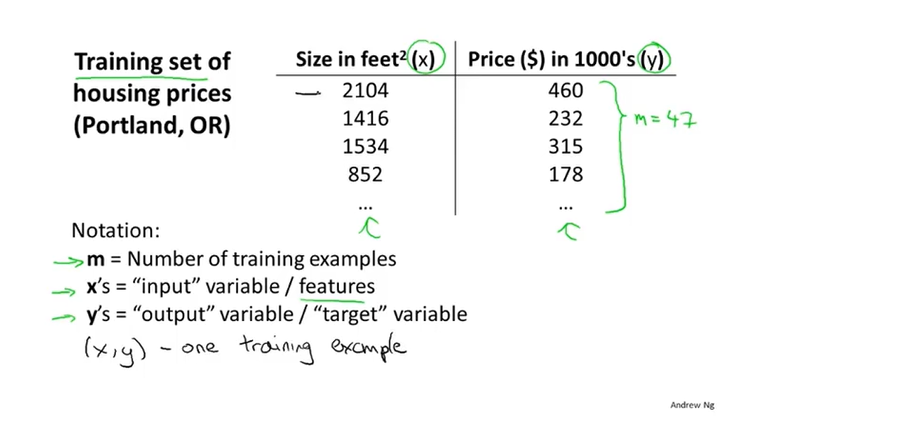 Training set of
housing prices
(Portland, OR)
Size in feet² (x) Price ($) in 1000's (y)
2104 460
1416 232
1534 315
852 178
... ...
m = 47
Notation:
m = Number of training examples
x's = “input” variable / features
y's = “output” variable / “target” variable
(x,y) - one training example
Andrew Ng